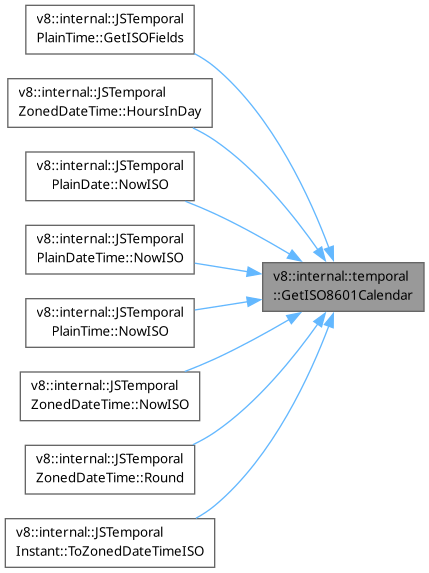 v8::internal::JSTemporal
PlainTime::GetISOFields
v8::internal::JSTemporal
ZonedDateTime::HoursInDay
v8::internal::JSTemporal
PlainDate::NowISO
v8::internal::JSTemporal
PlainDateTime::NowISO
v8::internal::temporal
::GetISO8601Calendar
v8::internal::JSTemporal
PlainTime::NowISO
v8::internal::JSTemporal
ZonedDateTime::NowISO
v8::internal::JSTemporal
ZonedDateTime::Round
v8::internal::JSTemporal
Instant::ToZonedDateTimeISO